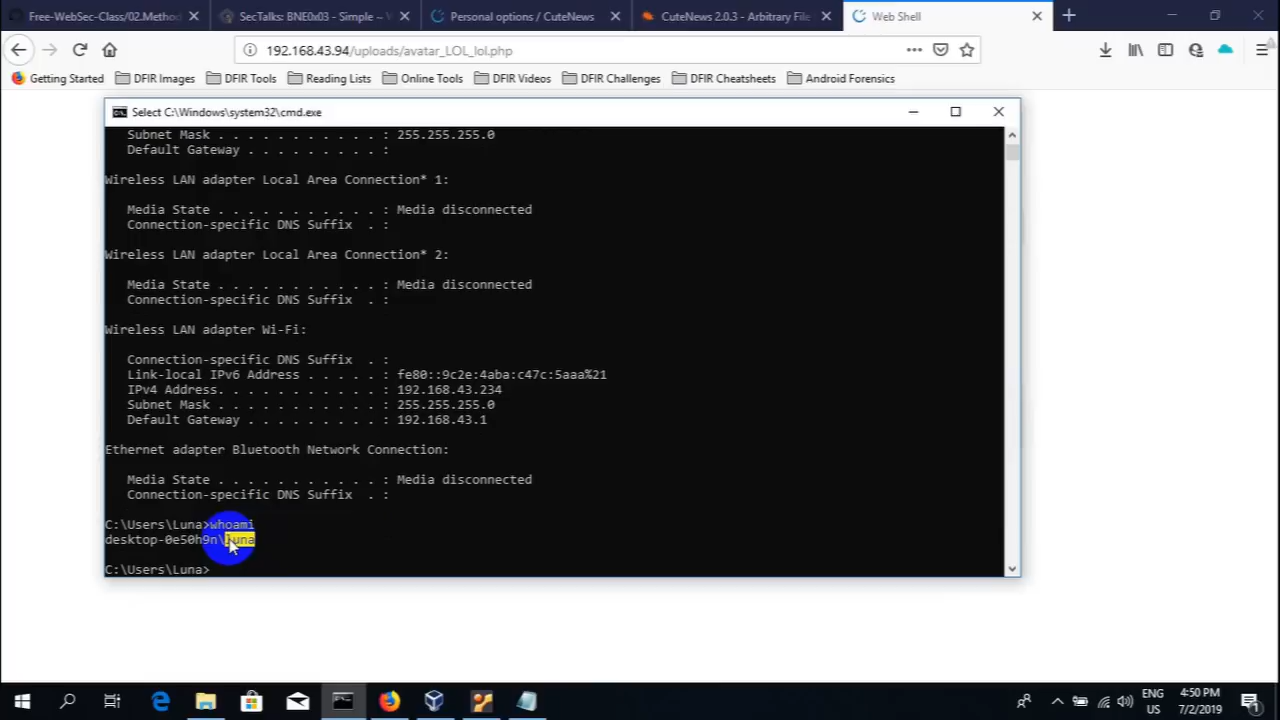 Free-WebSec-Class/02.Method
SecTalks: BNE0x03 - Simple ~ V
Personal options / CuteNews
CuteNews 2.0.3 - Arbitrary File
Web Shell
192.168.43.94/uploads/avatar_LOL_lol.php
Getting Started
DFIR Images
DFIR Tools
Reading Lists
Online Tools
DFIR Videos
DFIR Challenges
DFIR Cheatsheets
Android Forensics
Select C:\Windows\system32\cmd.exe
Subnet Mask . . . . . . . . . . . : 255.255.255.0
Default Gateway . . . . . . . . . :
Wireless LAN adapter Local Area Connection* 1:
Media State . . . . . . . . . . . : Media disconnected
Connection-specific DNS Suffix  . :
Wireless LAN adapter Local Area Connection* 2:
Media State . . . . . . . . . . . : Media disconnected
Connection-specific DNS Suffix  . :
Wireless LAN adapter Wi-Fi:
Connection-specific DNS Suffix  . :
Link-local IPv6 Address . . . . . : fe80::9c2e:4aba:c47c:5aaa%21
IPv4 Address. . . . . . . . . . . : 192.168.43.234
Subnet Mask . . . . . . . . . . . : 255.255.255.0
Default Gateway . . . . . . . . . : 192.168.43.1
Ethernet adapter Bluetooth Network Connection:
Media State . . . . . . . . . . . : Media disconnected
Connection-specific DNS Suffix  . :
C:\Users\Luna>whoami
desktop-0e50h9n\luna
C:\Users\Luna>
ENG
US
4:50 PM
7/2/2019
1